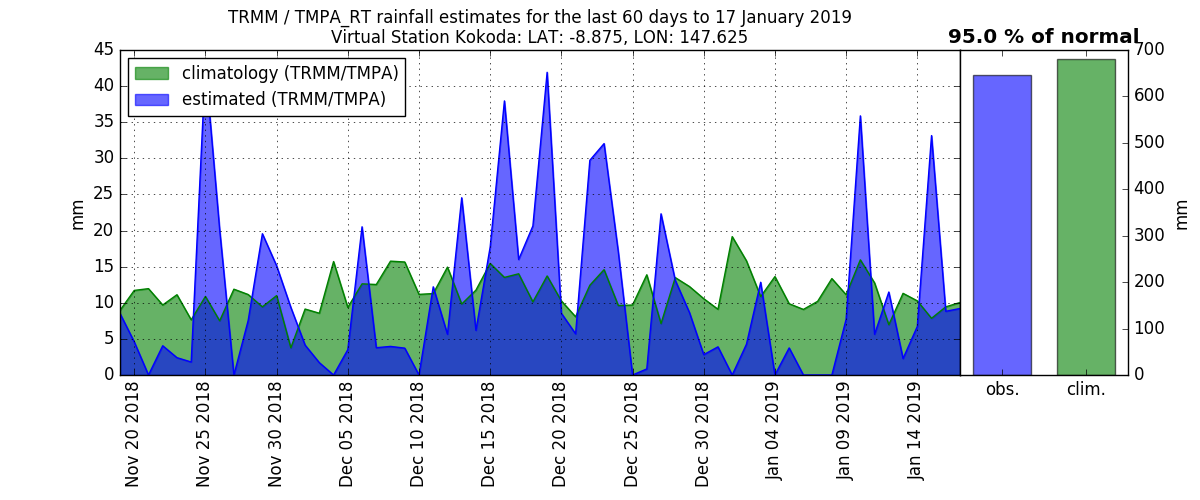 TRMM / TMPA_RT rainfall estimates for the last 60 days to 17 January 2019
Virtual Station Kokoda: LAT: -8.875, LON: 147.625
95.0 % of normal
climatology (TRMM/TMPA)
estimated (TRMM/TMPA)
45
40
35
30
25
20
15
10
5
0
mm
Nov 20 2018
Nov 25 2018
Nov 30 2018
Dec 05 2018
Dec 10 2018
Dec 15 2018
Dec 20 2018
Dec 25 2018
Dec 30 2018
Jan 04 2019
Jan 09 2019
Jan 14 2019
700
600
500
400
300
200
100
0
mm
obs.
clim.